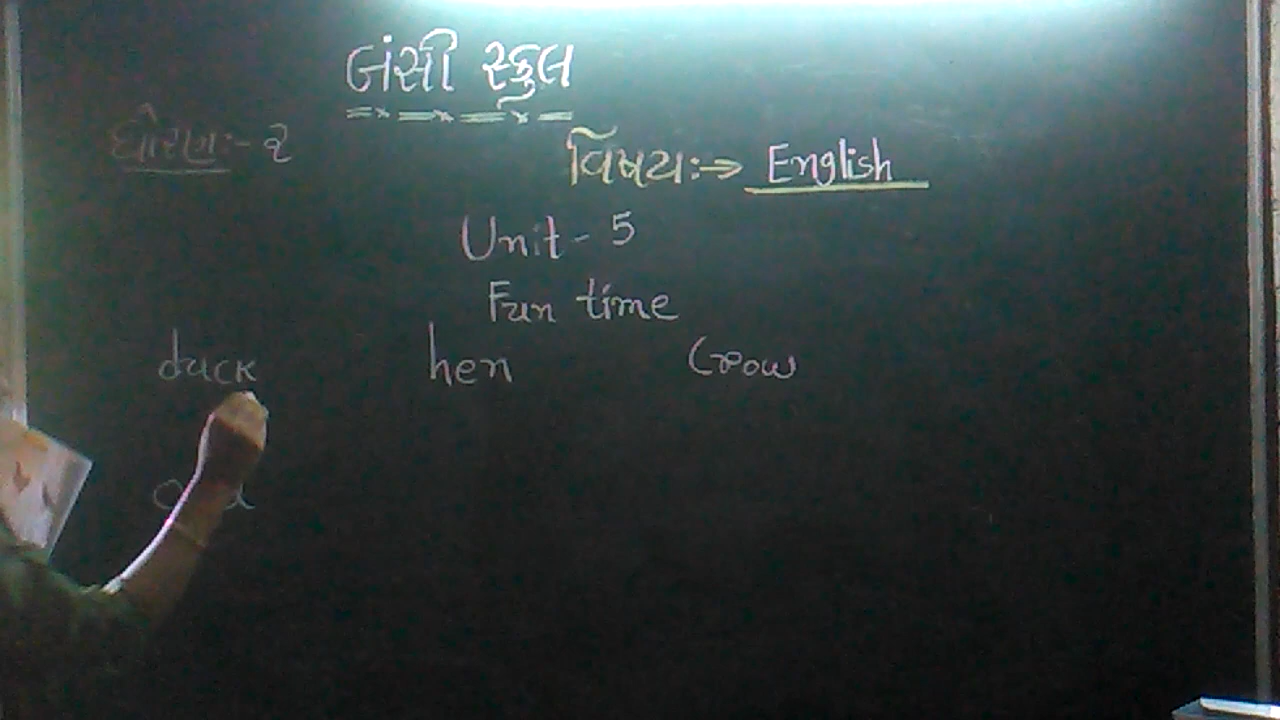 બંસી સ્કુલ
ધોરણઃ- ૨
વિષયઃ→ English
Unit - 5
Fun time
duck hen Crow